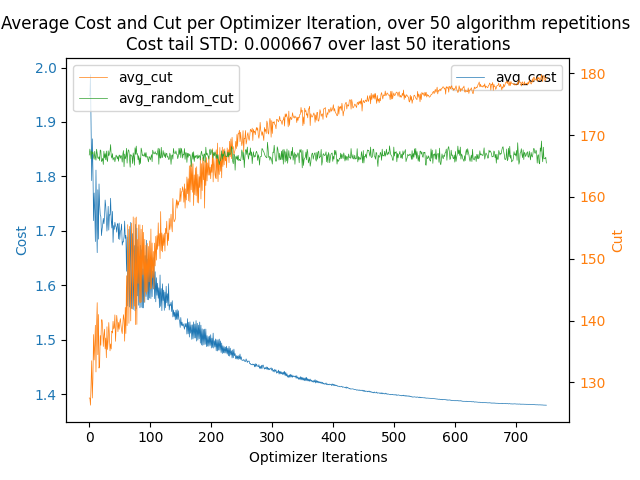 Average Cost and Cut per Optimizer Iteration, over 50 algorithm repetitions
Cost tail STD: 0.000667 over last 50 iterations
avg_cut
avg_random_cut
avg_cost
2.0
1.9
1.8
1.7
1.6
1.5
1.4
Cost
180
170
160
150
140
130
Cut
0 100 200 300 400 500 600 700
Optimizer Iterations